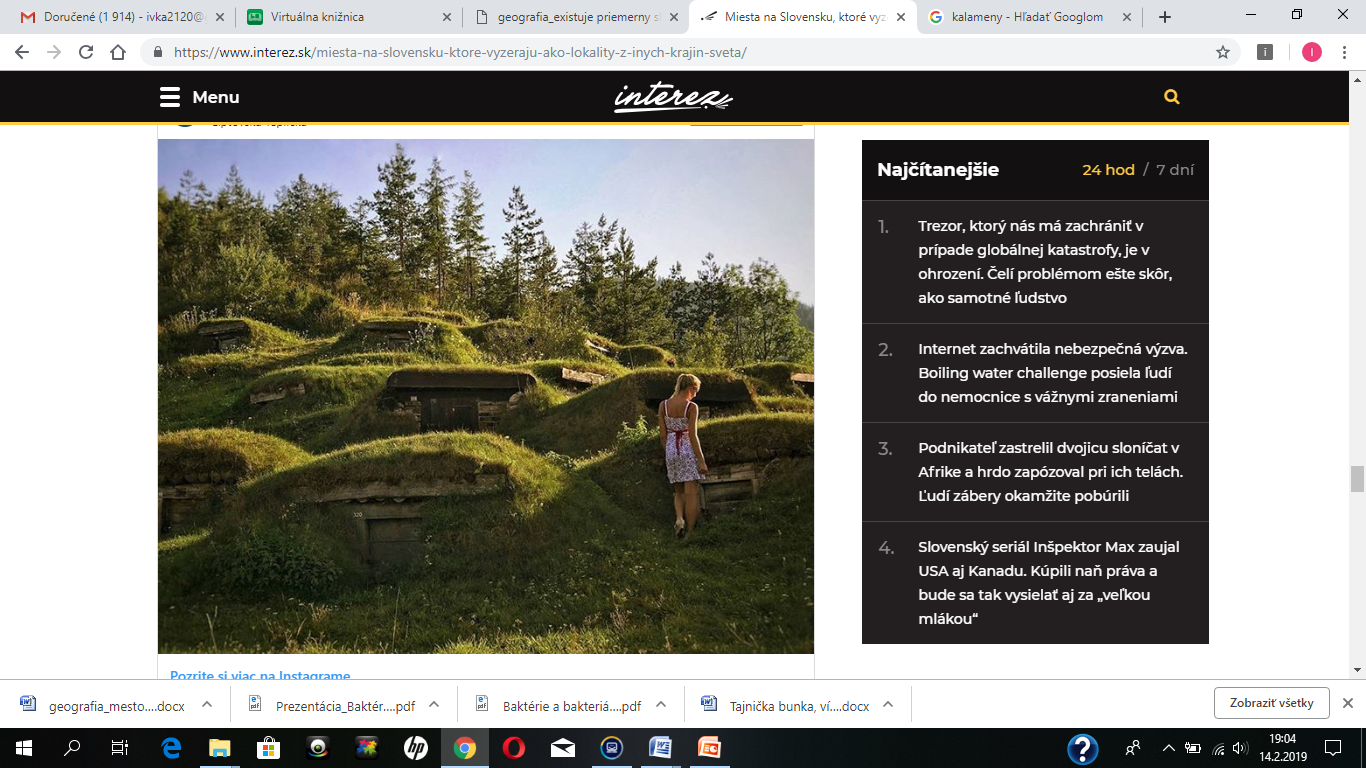 Doručené (1 914) - ivka2120@
Virtuálna knižnica
geografia_existuje priemerny s
Miesta na Slovensku, ktoré vyz
kalameny - Hľadať Googlom
https://www.interez.sk/miesta-na-slovensku-ktore-vyzeraju-ako-lokality-z-inych-krajin-sveta/
Menu
interez
Najčítanejšie
24 hod / 7 dní
1. Trezor, ktorý nás má zachrániť v
prípade globálnej katastrofy, je v
ohrození. Čelí problémom ešte skôr,
ako samotné ľudstvo
2. Internet zachvátila nebezpečná výzva.
Boiling water challenge posiela ľudí
do nemocnice s vážnymi zraneniami
3. Podnikateľ zastrelil dvojicu sloníčat v
Afrike a hrdo zapózoval pri ich telách.
Ľudí zábery okamžite pobúrili
4. Slovenský seriál Inšpektor Max zaujal
USA aj Kanadu. Kúpili naň práva a
bude sa tak vysielať aj za „veľkou
mlákou“
Pozrite si viac na Instagrame
geografia_mesto....docx
Prezentácia_Baktér....pdf
Baktérie a bakteriá....pdf
Tajnička bunka, ví....docx
Zobraziť všetky
19:04
14.2.2019